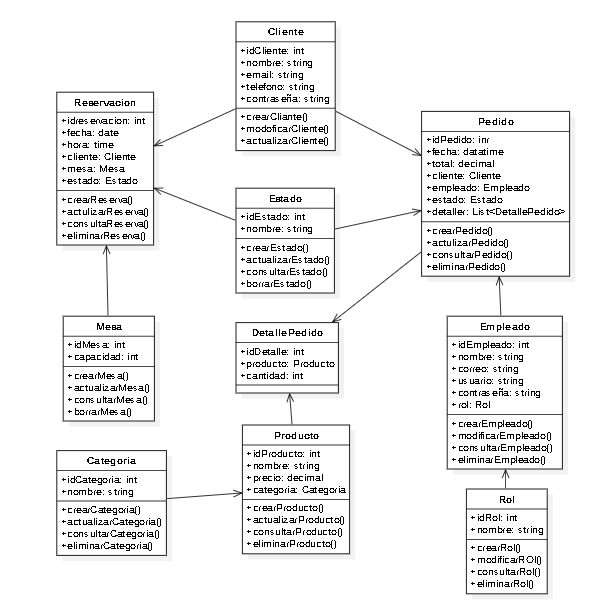 Cliente
+idCliente: int
+nombre: string
+email: string
+telefono: string
+contraseña: string
+crearCliante()
+modoficarCliente()
+actualizarCliente()
Reservacion
+idreservacion: int
+fecha: date
+hora: time
+cliente: Cliente
+mesa: Mesa
+estado: Estado
+crearReserva()
+actulizarReserva()
+consultaReserva()
+eliminarReserva()
Pedido
+idPedido: inr
+fecha: datatime
+total: decimal
+cliente: Cliente
+empleado: Empleado
+estado: Estado
+detaller: List<DetallePedido>
+crearPedido()
+actulizarPedido()
+consultarPedido()
+eliminarPedido()
Estado
+idEstado: int
+nombre: string
+crearEstado()
+actualizarEstado()
+consultarEstado()
+borrarEstado()
Mesa
+idMesa: int
+capacidad: int
+crearMesa()
+actualizarMesa()
+consultarMesa()
+borrarMesa()
DetallePedido
+idDetalle: int
+producto: Producto
+cantidad: int
Empleado
+idEmpleado: int
+nombre: string
+correo: string
+usuario: string
+contraseña: string
+rol: Rol
+crearEmpleado()
+modificarEmpleado()
+consultarEmpleado()
+eliminarEmpleado()
Categoria
+idCategoria: int
+nombre: string
+crearCategoria()
+actualizarCategoria()
+consultarCategoria()
+eliminarCategoria()
Producto
+idProducto: int
+nombre: string
+precio: decimal
+categoria: Categoria
+crearProducto()
+actualizarProducto()
+consultarProducto()
+eliminarProducto()
Rol
+idRol: int
+nombre: string
+crearRol()
+modificarROl()
+consultarRol()
+eliminarRol()